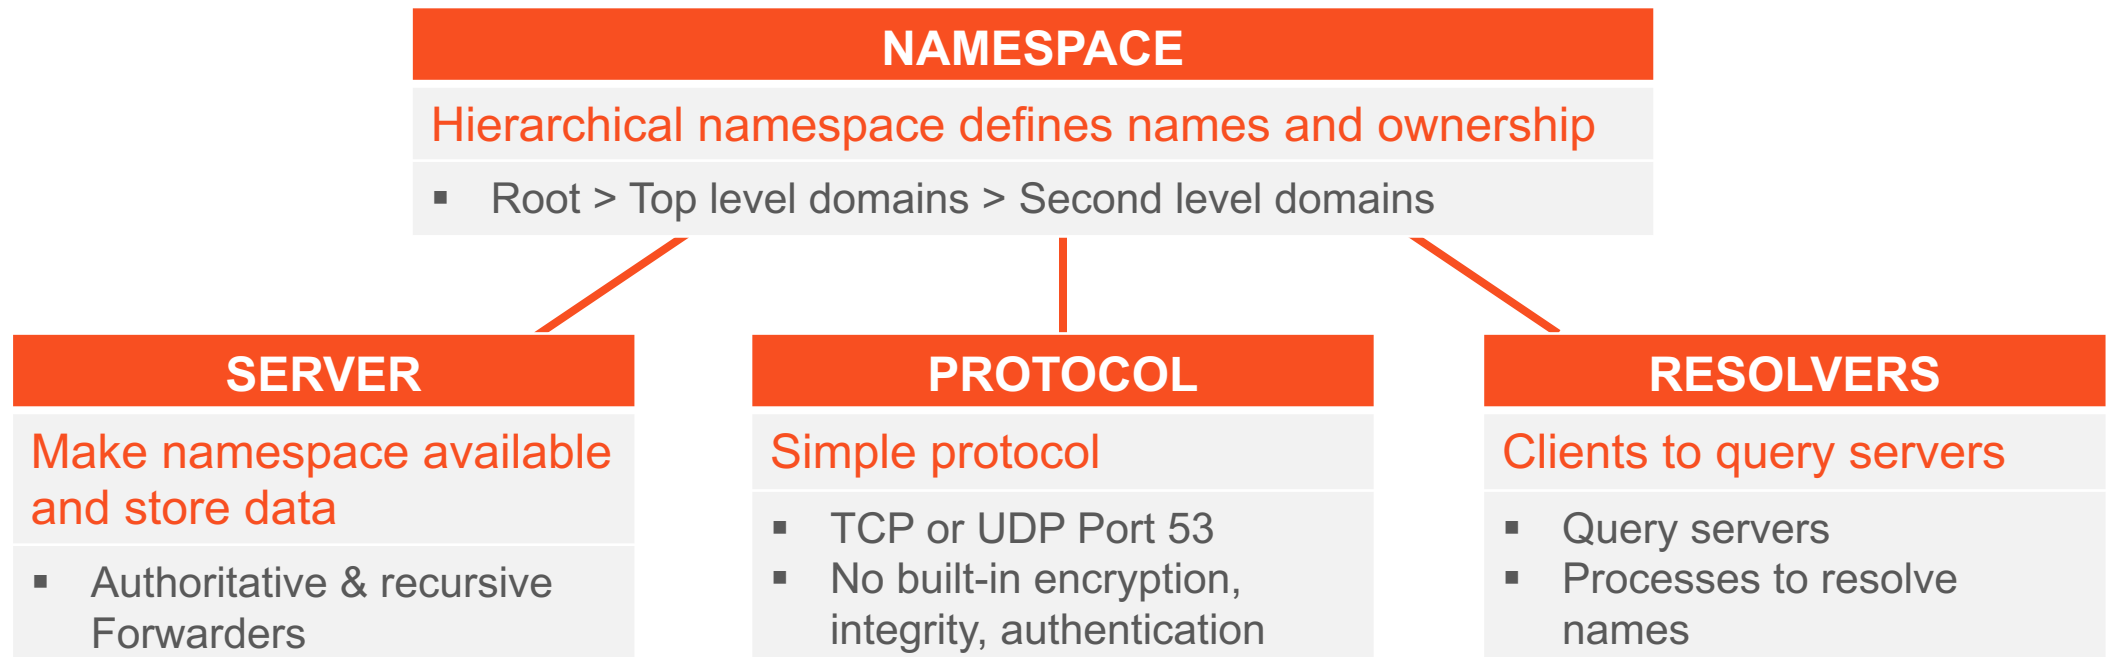 NAMESPACE
Hierarchical namespace defines names and ownership
▪ Root > Top level domains > Second level domains
SERVER
Make namespace available
and store data
▪ Authoritative & recursive
Forwarders
PROTOCOL
Simple protocol
▪ TCP or UDP Port 53
▪ No built-in encryption,
integrity, authentication
RESOLVERS
Clients to query servers
▪ Query servers
▪ Processes to resolve
names